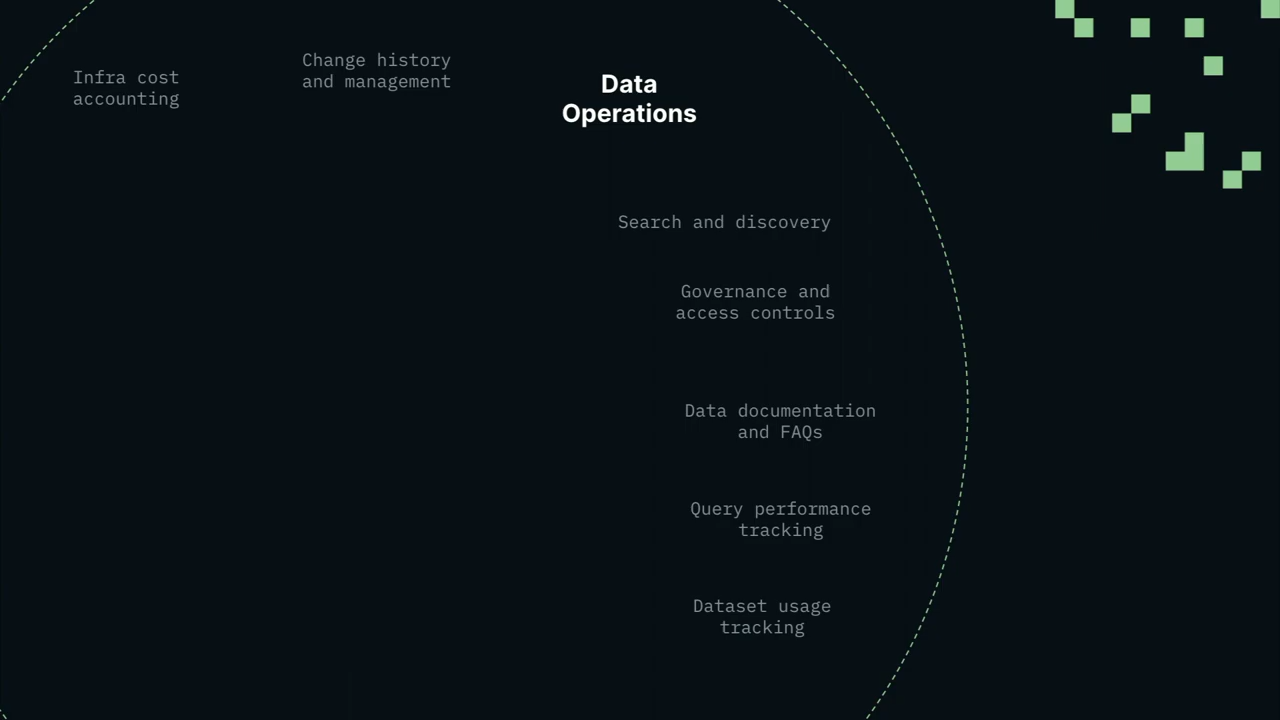 Infra cost
accounting
Change history
and management
Data
Operations
Search and discovery
Governance and
access controls
Data documentation
and FAQs
Query performance
tracking
Dataset usage
tracking